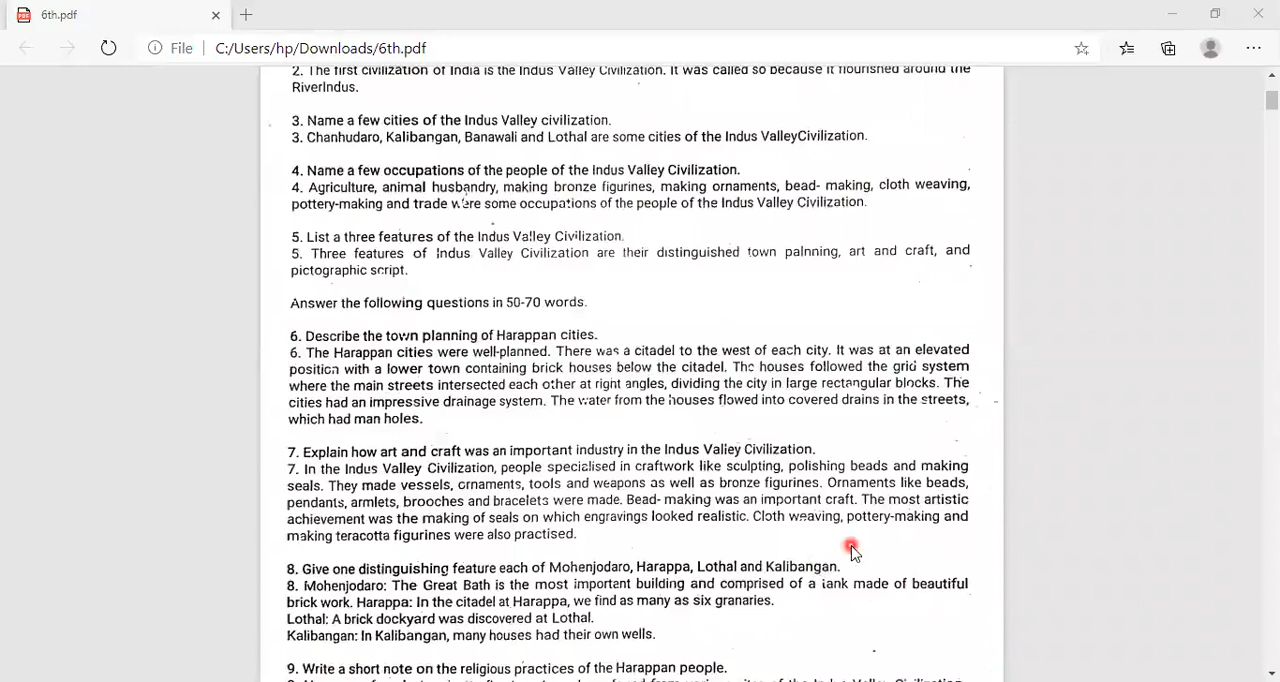 6th.pdf
File
C:/Users/hp/Downloads/6th.pdf
2. The first civilization of India is the Indus Valley Civilization. It was called so because it flourished around the
RiverIndus.
3. Name a few cities of the Indus Valley civilization.
3. Chanhudaro, Kalibangan, Banawali and Lothal are some cities of the Indus ValleyCivilization.
4. Name a few occupations of the people of the Indus Valley Civilization.
4. Agriculture, animal husbandry, making bronze figurines, making ornaments, bead- making, cloth weaving,
pottery-making and trade were some occupations of the people of the Indus Valley Civilization.
5. List a three features of the Indus Valley Civilization.
5. Three features of Indus Valley Civilization are their distinguished town palnning, art and craft, and
pictographic script.
Answer the following questions in 50-70 words.
6. Describe the town planning of Harappan cities.
6. The Harappan cities were well-planned. There was a citadel to the west of each city. It was at an elevated
position with a lower town containing brick houses below the citadel. The houses followed the grid system
where the main streets intersected each other at right angles, dividing the city in large rectangular blocks. The
cities had an impressive drainage system. The water from the houses flowed into covered drains in the streets,
which had man holes.
7. Explain how art and craft was an important industry in the Indus Valley Civilization.
7. In the Indus Valley Civilization, people specialised in craftwork like sculpting, polishing beads and making
seals. They made vessels, ornaments, tools and weapons as well as bronze figurines. Ornaments like beads,
pendants, armlets, brooches and bracelets were made. Bead- making was an important craft. The most artistic
achievement was the making of seals on which engravings looked realistic. Cloth weaving, pottery-making and
making teracotta figurines were also practised.
8. Give one distinguishing feature each of Mohenjodaro, Harappa, Lothal and Kalibangan.
8. Mohenjodaro: The Great Bath is the most important building and comprised of a tank made of beautiful
brick work. Harappa: In the citadel at Harappa, we find as many as six granaries.
Lothal: A brick dockyard was discovered at Lothal.
Kalibangan: In Kalibangan, many houses had their own wells.
9. Write a short note on the religious practices of the Harappan people.